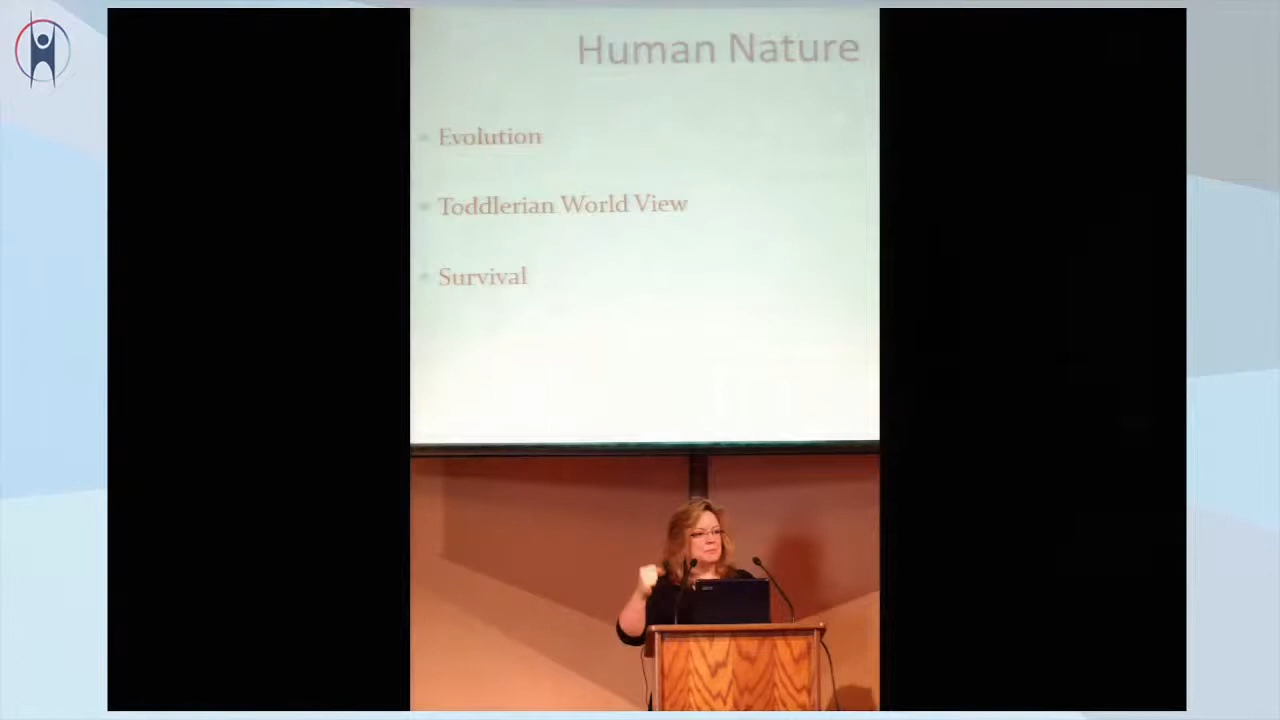 Human Nature
• Evolution
• Toddlerian World View
• Survival